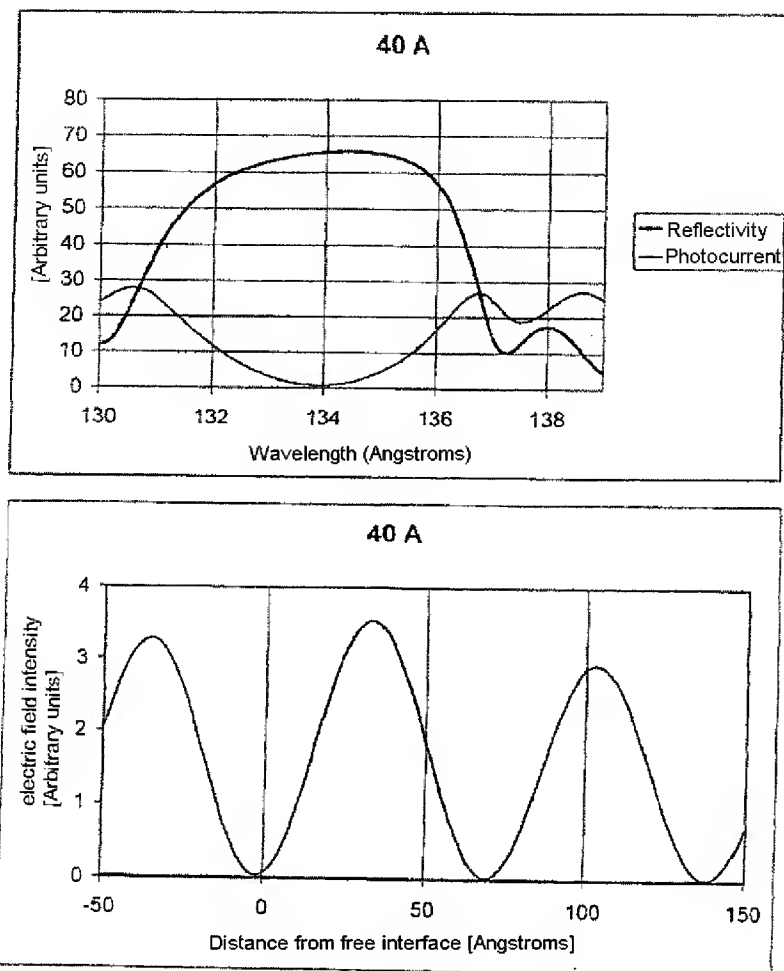 40 A
[Arbitrary units]
80
70
60
50
40
30
20
10
0
130 132 134 136 138
Wavelength (Angstroms)
Reflectivity
Photocurrent
40 A
electric field intensity
[Arbitrary units]
4
3
2
1
0
-50 0 50 100 150
Distance from free interface [Angstroms]